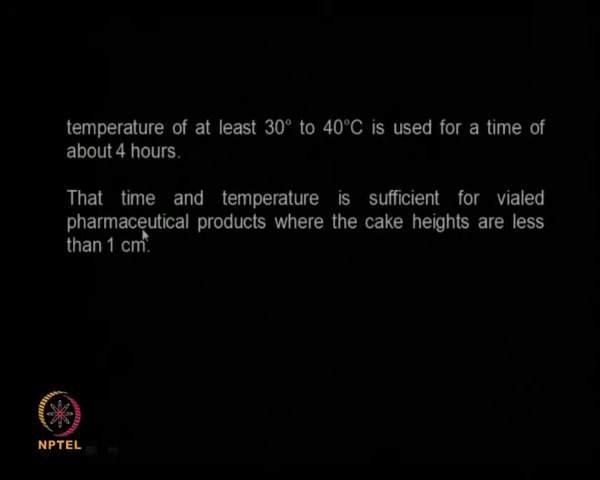 temperature of at least 30° to 40°C is used for a time of
about 4 hours.
That time and temperature is sufficient for vialed
pharmaceutical products where the cake heights are less
than 1 cm.
NPTEL